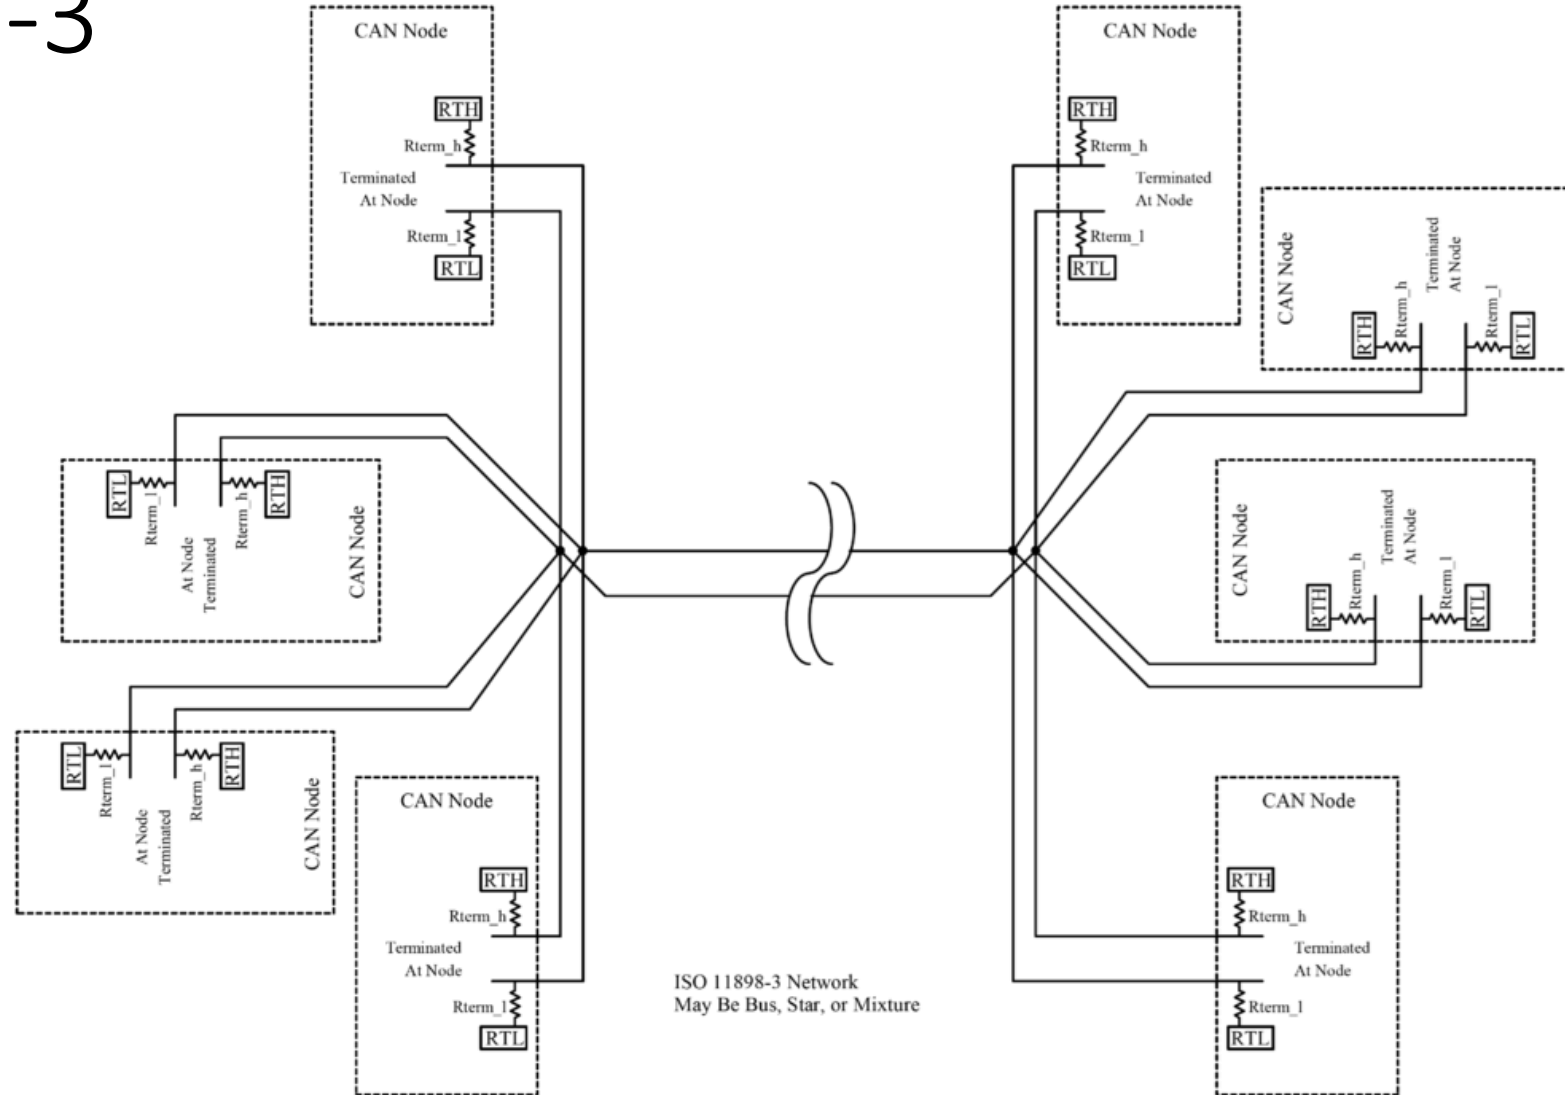 -3
CAN Node
RTH
Rterm_h
Terminated
At Node
Rterm_l
RTL
CAN Node
RTH
Rterm_h
Terminated
At Node
Rterm_l
RTL
CAN Node
RTH
Rterm_h
Terminated
At Node
Rterm_l
RTL
RTL
Rterm_l
At Node
Terminated
Rterm_h
RTH
CAN Node
CAN Node
RTH
Rterm_h
Terminated
At Node
Rterm_l
RTL
RTL
Rterm_l
At Node
Terminated
Rterm_h
RTH
CAN Node
CAN Node
RTH
Rterm_h
Terminated
At Node
Rterm_l
RTL
ISO 11898-3 Network
May Be Bus, Star, or Mixture
CAN Node
RTH
Rterm_h
Terminated
At Node
Rterm_l
RTL